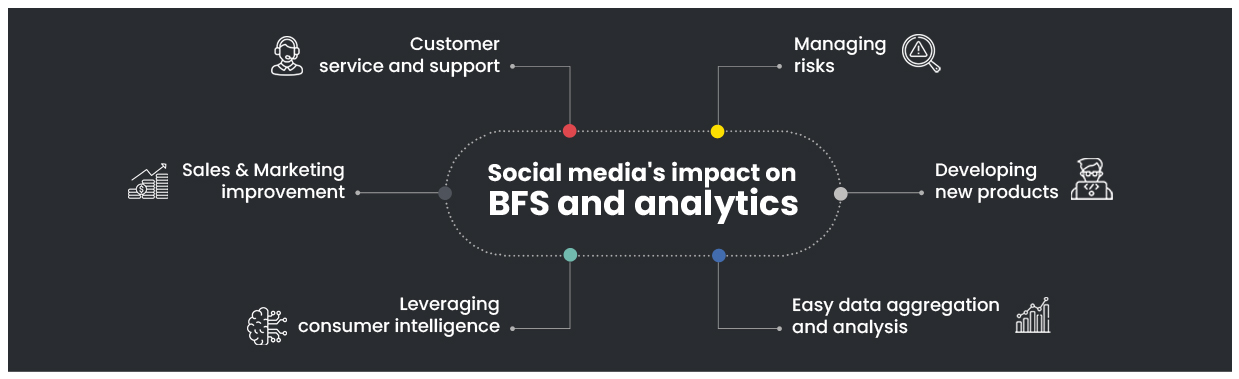 Customer
service and support
Managing
risks
Sales & Marketing
improvement
Social media's impact on
BFS and analytics
Developing
new products
Leveraging
consumer intelligence
Easy data aggregation
and analysis